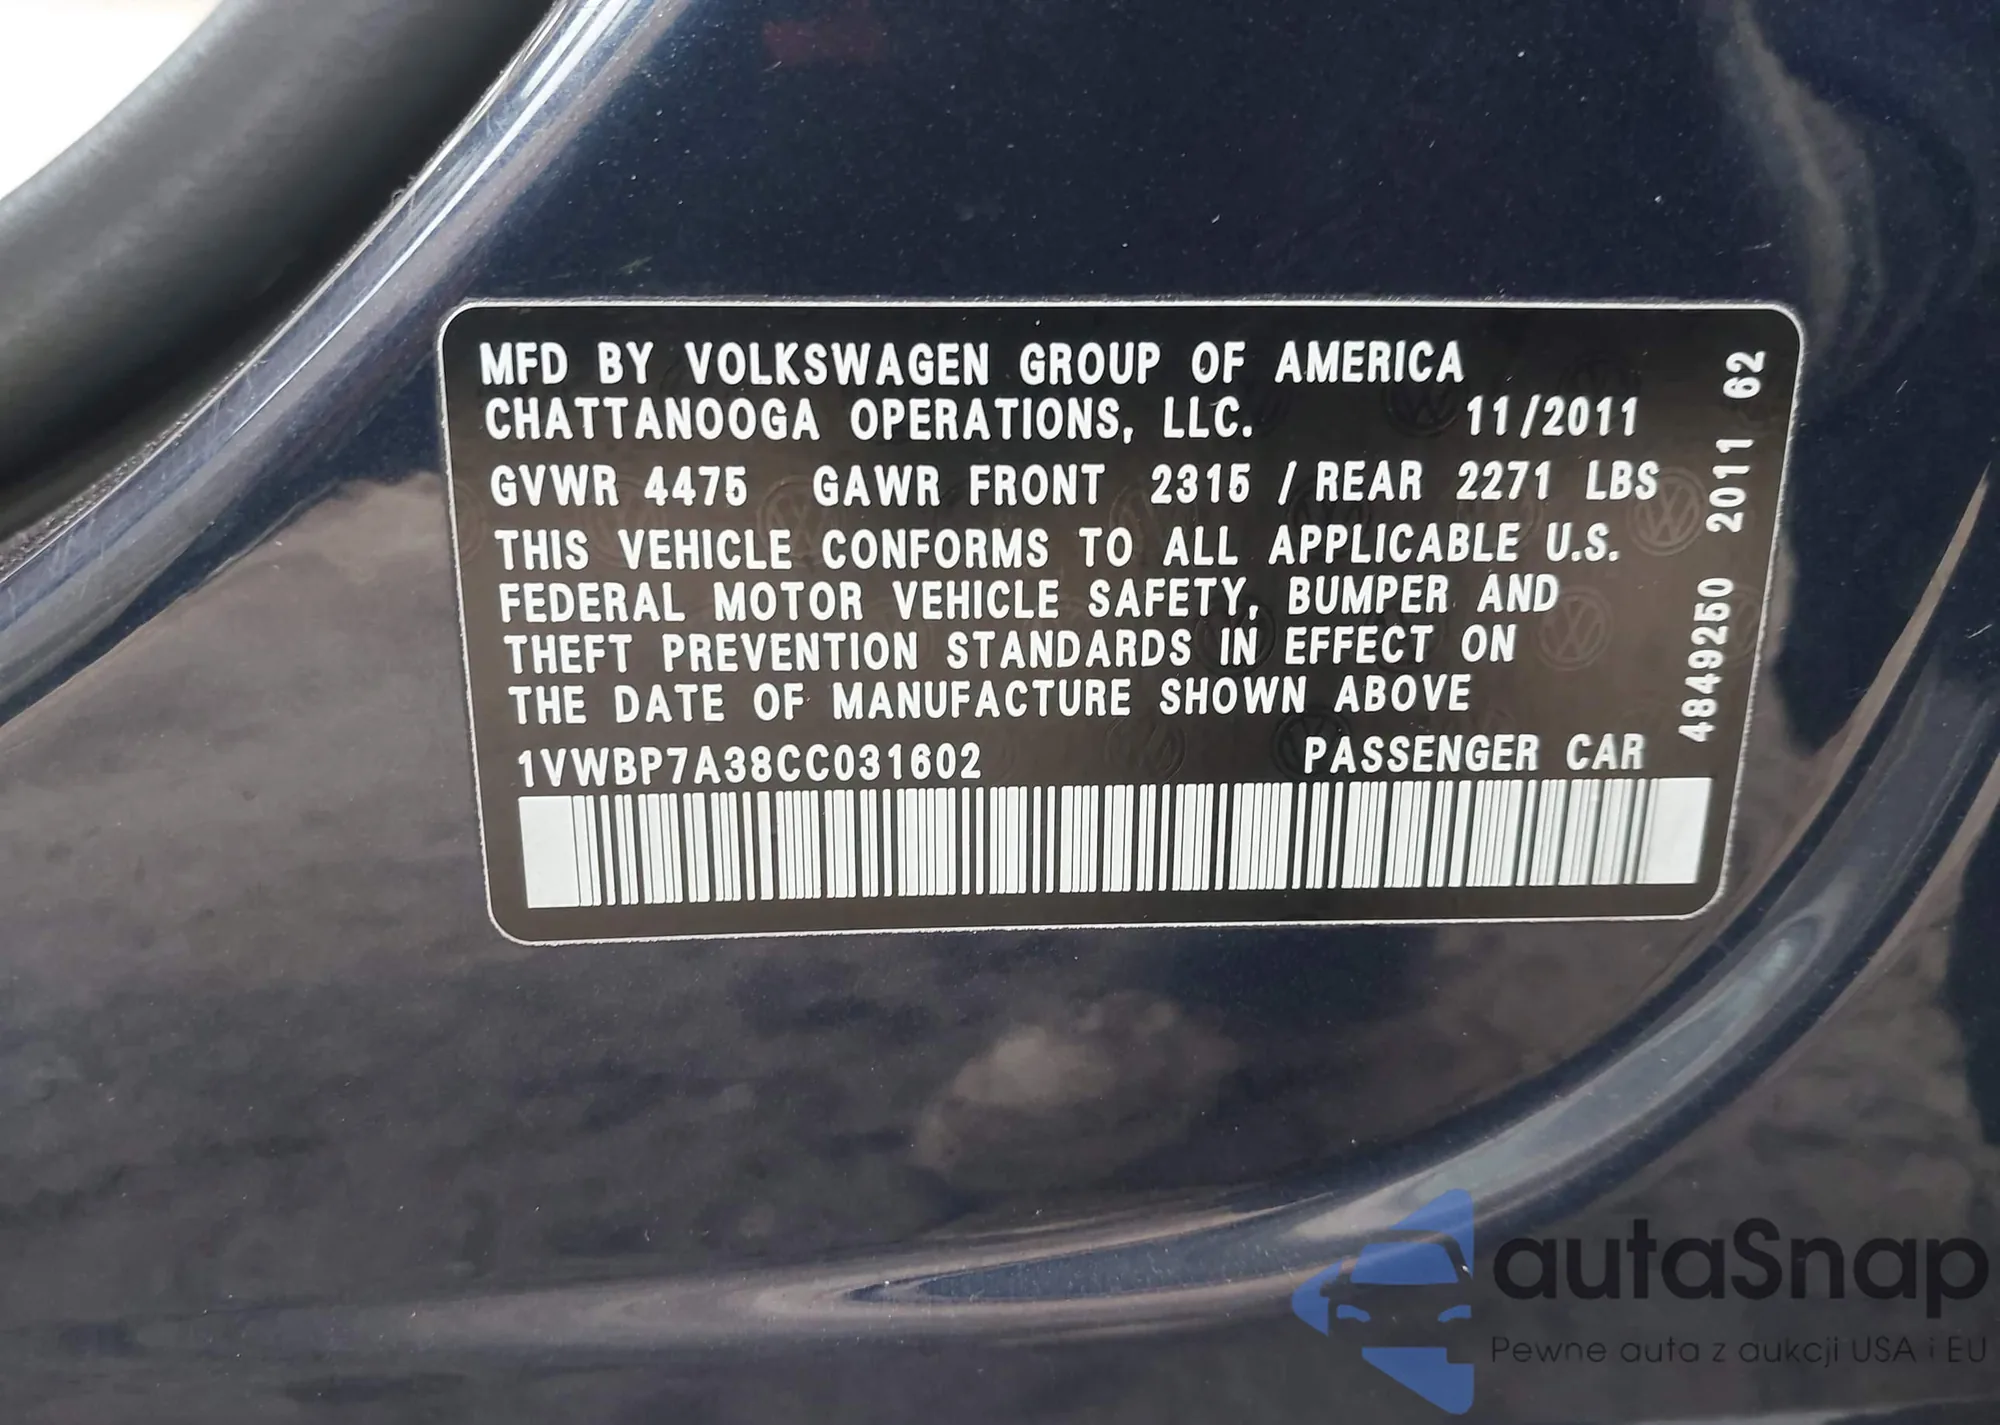 MFD BY VOLKSWAGEN GROUP OF AMERICA
CHATTANOOGA OPERATIONS, LLC. 11/2011
GVWR 4475 GAWR FRONT 2315 / REAR 2271 LBS
THIS VEHICLE CONFORMS TO ALL APPLICABLE U.S.
FEDERAL MOTOR VEHICLE SAFETY, BUMPER AND
THEFT PREVENTION STANDARDS IN EFFECT ON
THE DATE OF MANUFACTURE SHOWN ABOVE
1VWBP7A38CC031602 PASSENGER CAR
4849250 2011 62
autaSnap
Pewne auta z aukcji USA i EU